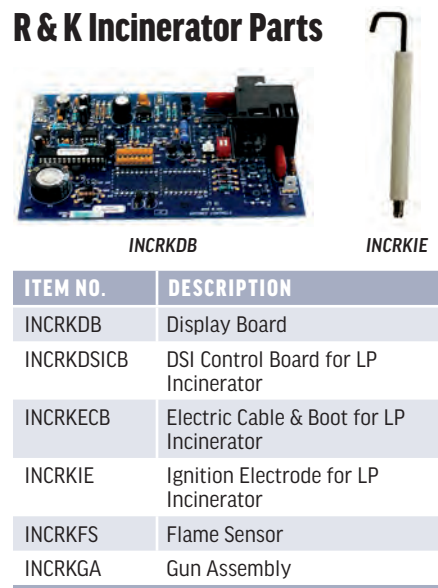 R & K Incinerator Parts
INCRKDB
INCRKIE
ITEM NO. DESCRIPTION
INCRKDB Display Board
INCRKDSICB DSI Control Board for LP
Incinerator
INCRKECB Electric Cable & Boot for LP
Incinerator
INCRKIE Ignition Electrode for LP
Incinerator
INCRKFS Flame Sensor
INCRKGA Gun Assembly